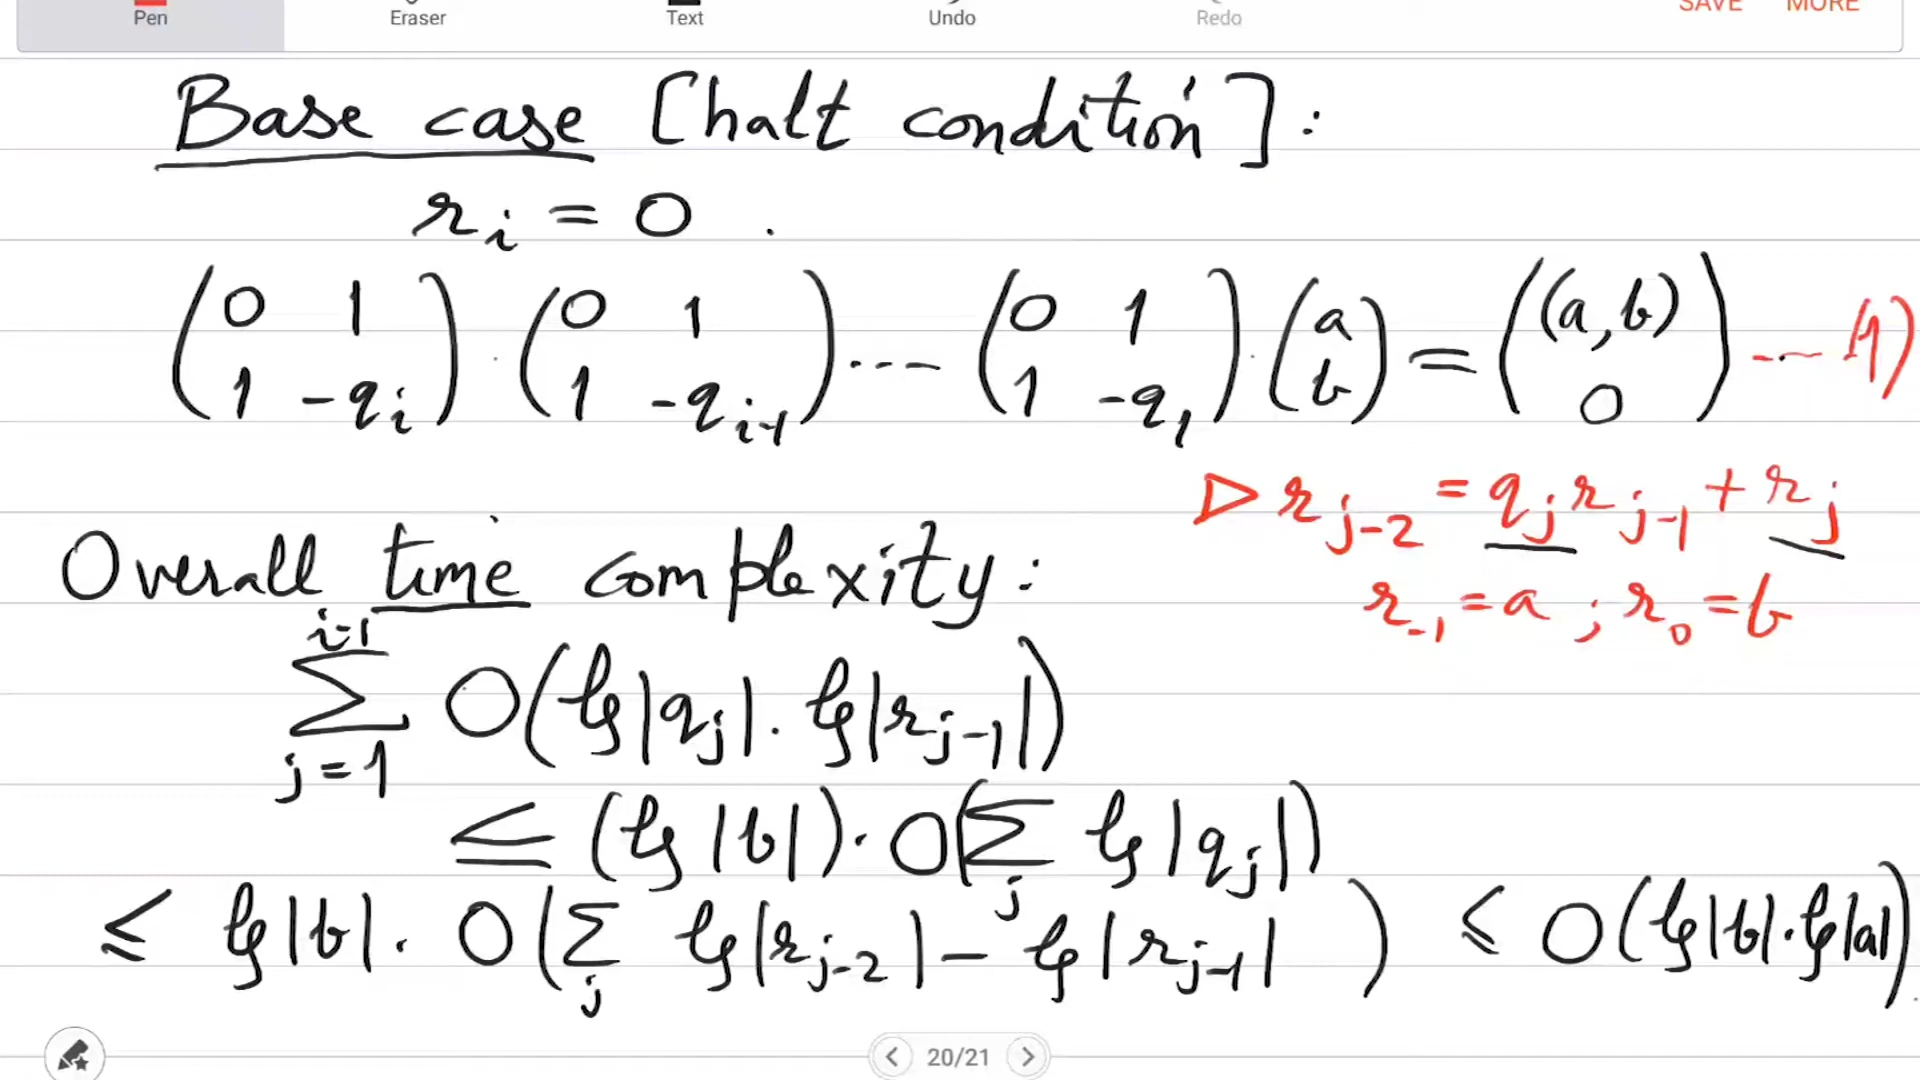 Pen Eraser Text Undo Redo SAVE MORE
Base case [halt condition]:
r_i = 0 .
(0 1; 1 -q_i) · (0 1; 1 -q_{i-1}) ---- (0 1; 1 -q_1) · (a; b) = ((a,b); 0) ---- (1)
▷ r_{j-2} = q_j r_{j-1} + r_j
r_{-1} = a ; r_0 = b
Overall time complexity:
∑_{j=1}^{i-1} O(lg|q_j| · lg|r_{j-1}|)
≤ (lg|b|) · O(∑_j lg|q_j|)
≤ lg|b| · O(∑_j lg|r_{j-2}| - lg|r_{j-1}|) ≤ O(lg|b| · lg|a|)
20/21